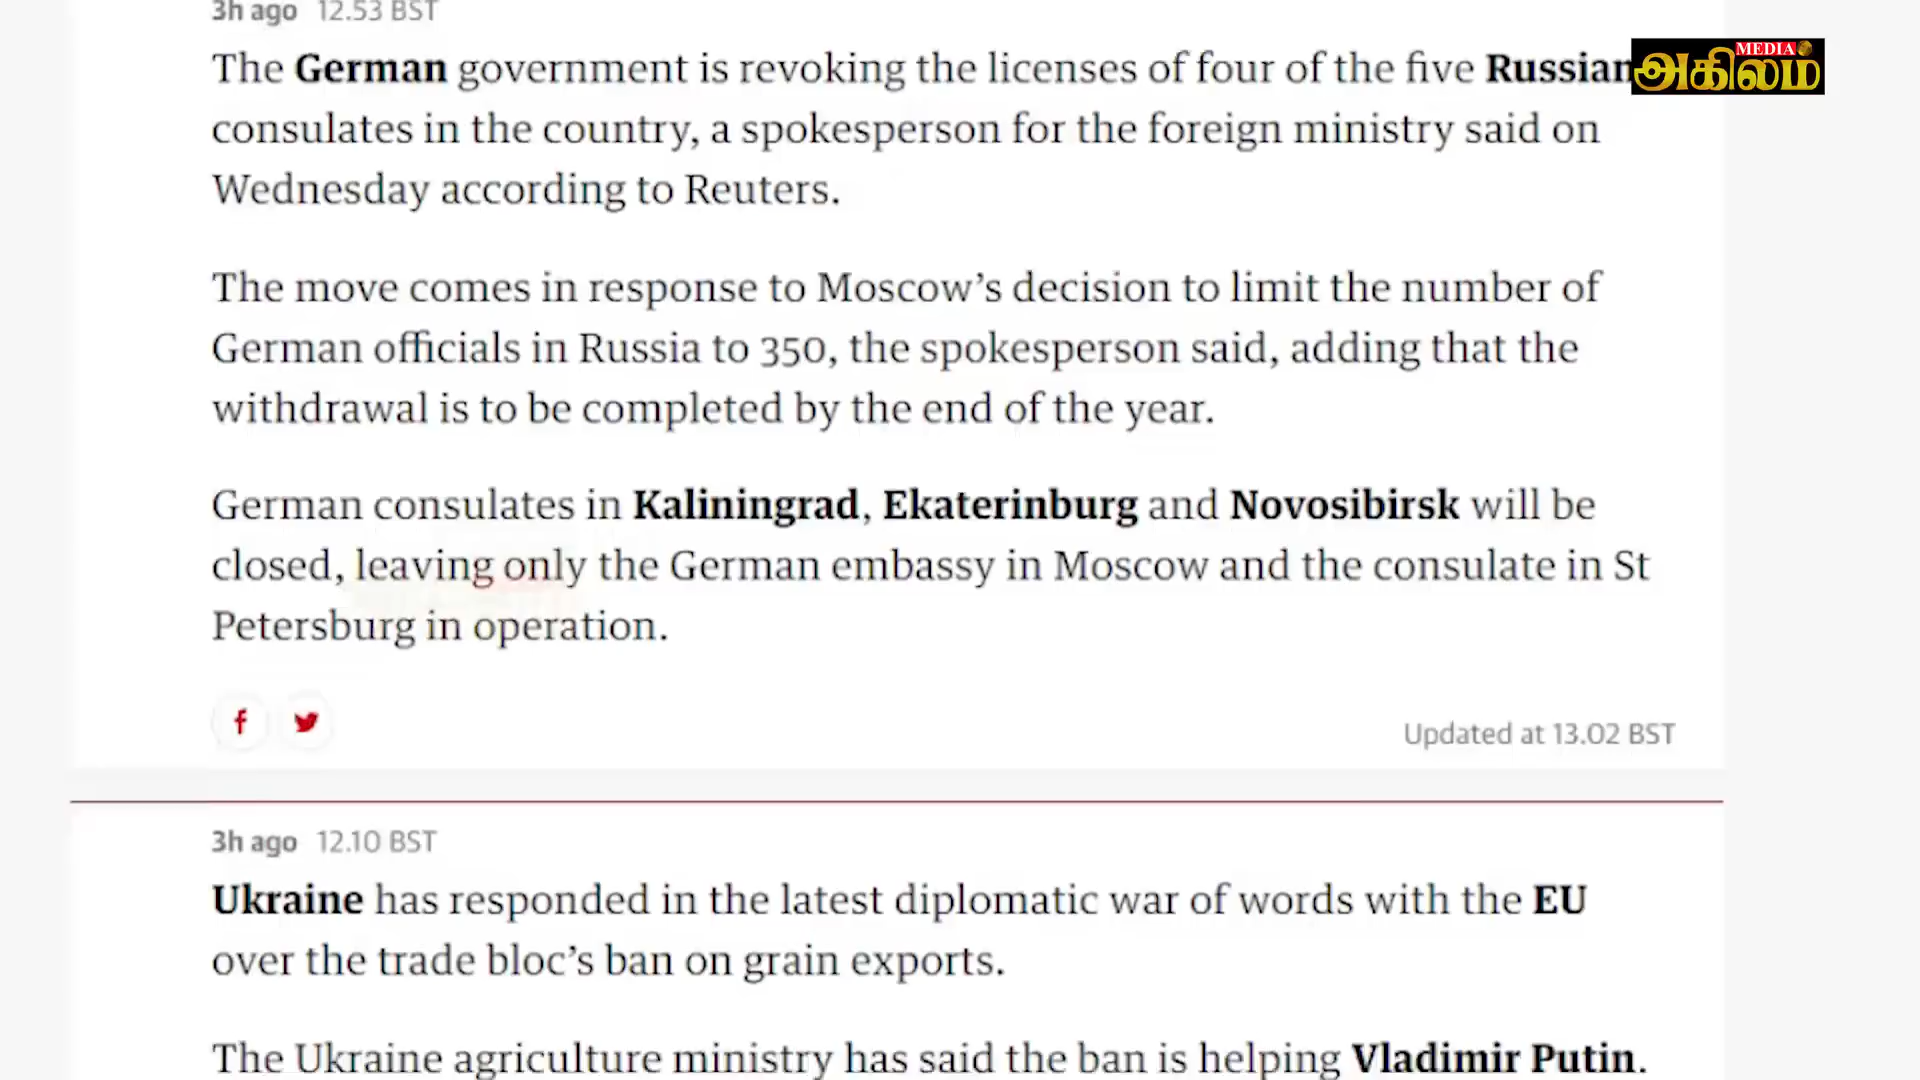 3h ago 12.53 BST
MEDIA
அகிலம்
The German government is revoking the licenses of four of the five Russian
consulates in the country, a spokesperson for the foreign ministry said on
Wednesday according to Reuters.
The move comes in response to Moscow’s decision to limit the number of
German officials in Russia to 350, the spokesperson said, adding that the
withdrawal is to be completed by the end of the year.
German consulates in Kaliningrad, Ekaterinburg and Novosibirsk will be
closed, leaving only the German embassy in Moscow and the consulate in St
Petersburg in operation.
Updated at 13.02 BST
3h ago 12.10 BST
Ukraine has responded in the latest diplomatic war of words with the EU
over the trade bloc’s ban on grain exports.
The Ukraine agriculture ministry has said the ban is helping Vladimir Putin.